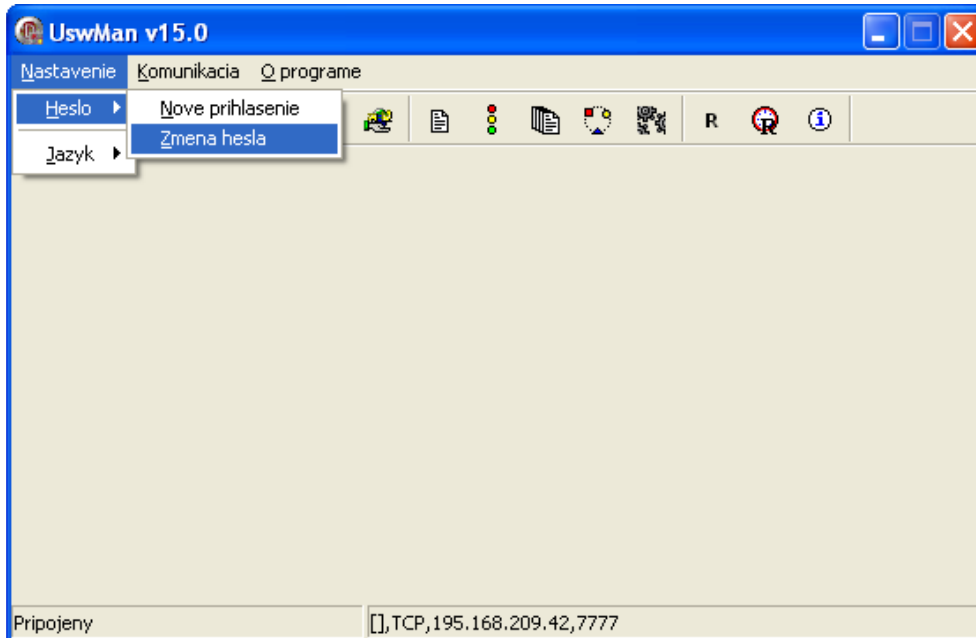 UswMan v15.0
Nastavenie Komunikacia O programe
Heslo
Nove prihlasenie
Zmena hesla
Jazyk
R
Pripojeny
[],TCP,195.168.209.42,7777